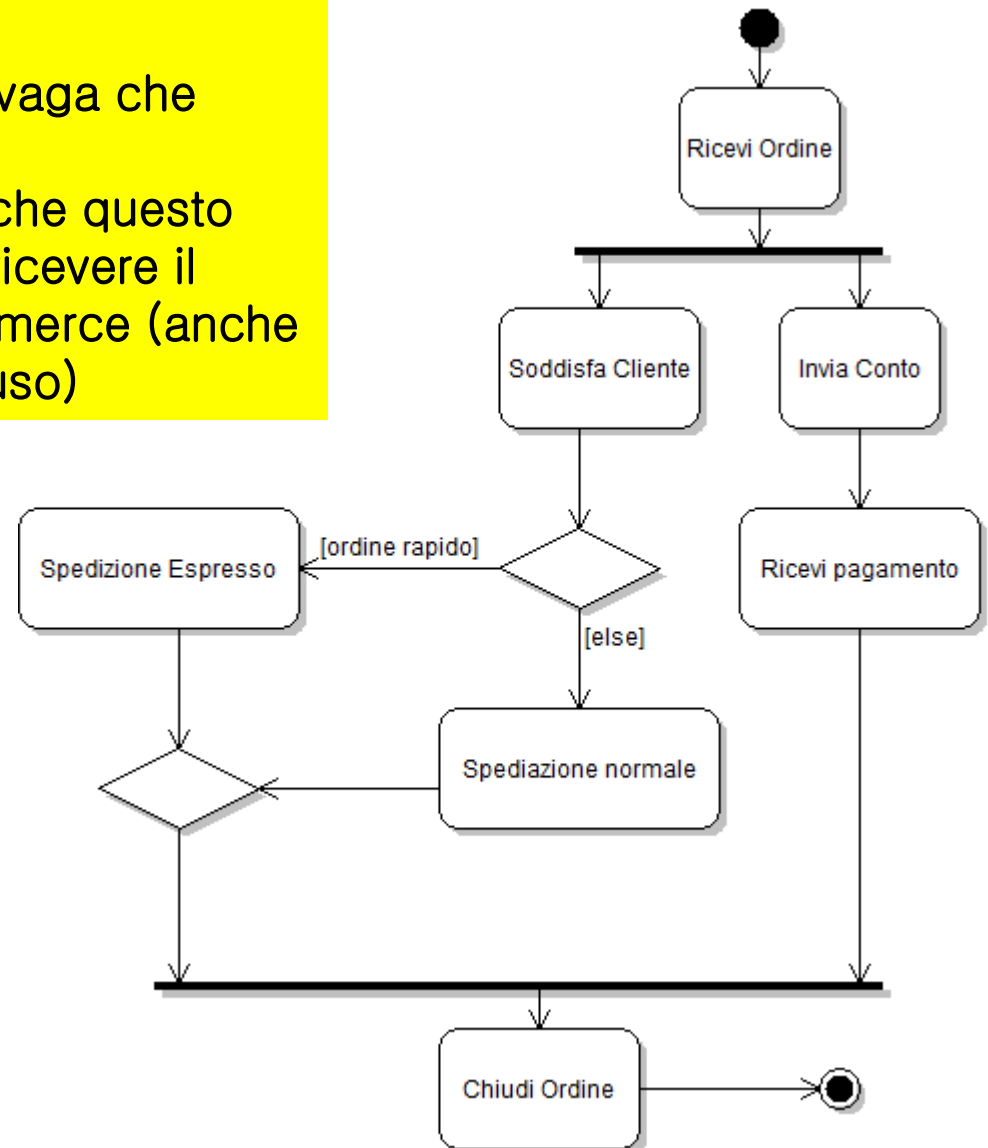 vaga che
che questo
icevere il
merce (anche
uso)
Ricevi Ordine
Soddisfa Cliente
Invia Conto
[ordine rapido]
Spedizione Espresso
Ricevi pagamento
[else]
Spediazione normale
Chiudi Ordine